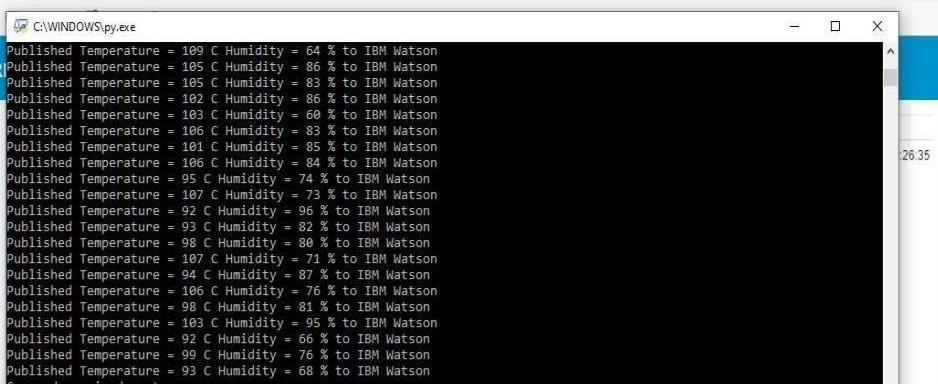 C:\WINDOWS\py.exe
Published Temperature = 109 C Humidity = 64 % to IBM Watson
Published Temperature = 105 C Humidity = 86 % to IBM Watson
Published Temperature = 105 C Humidity = 83 % to IBM Watson
Published Temperature = 102 C Humidity = 86 % to IBM Watson
Published Temperature = 103 C Humidity = 60 % to IBM Watson
Published Temperature = 106 C Humidity = 83 % to IBM Watson
Published Temperature = 101 C Humidity = 85 % to IBM Watson
Published Temperature = 106 C Humidity = 84 % to IBM Watson
:26:35
Published Temperature = 95 C Humidity = 74 % to IBM Watson
Published Temperature = 107 C Humidity = 73 % to IBM Watson
Published Temperature = 92 C Humidity = 96 % to IBM Watson
Published Temperature = 93 C Humidity = 82 % to IBM Watson
Published Temperature = 98 C Humidity = 80 % to IBM Watson
Published Temperature = 107 C Humidity = 71 % to IBM Watson
Published Temperature = 94 C Humidity = 87 % to IBM Watson
Published Temperature = 106 C Humidity = 76 % to IBM Watson
Published Temperature = 98 C Humidity = 81 % to IBM Watson
Published Temperature = 103 C Humidity = 95 % to IBM Watson
Published Temperature = 92 C Humidity = 66 % to IBM Watson
Published Temperature = 99 C Humidity = 76 % to IBM Watson
Published Temperature = 93 C Humidity = 68 % to IBM Watson